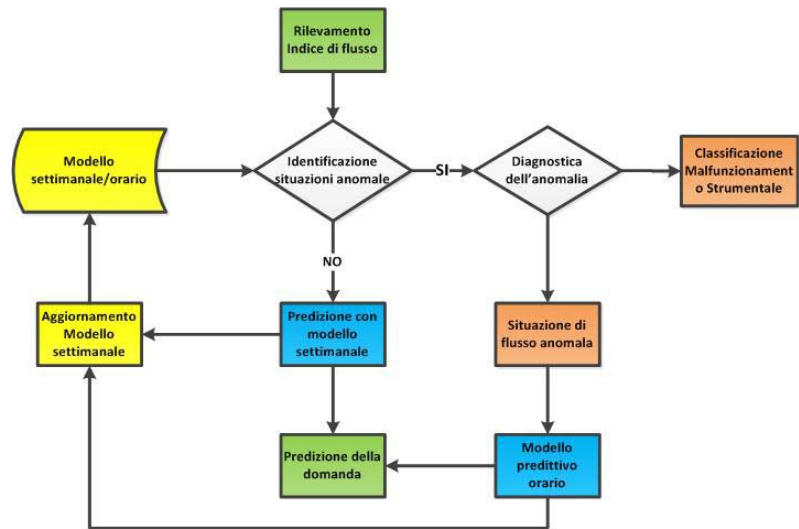 Rilevamento
Indice di flusso
Modello
settimanale/orario
Identificazione
situazioni anomale
SI
Diagnostica
dell'anomalia
Classificazione
Malfunzionament
o Strumentale
NO
Aggiornamento
Modello
settimanale
Predizione con
modello
settimanale
Situazione di
flusso anomala
Predizione della
domanda
Modello
predittivo
orario